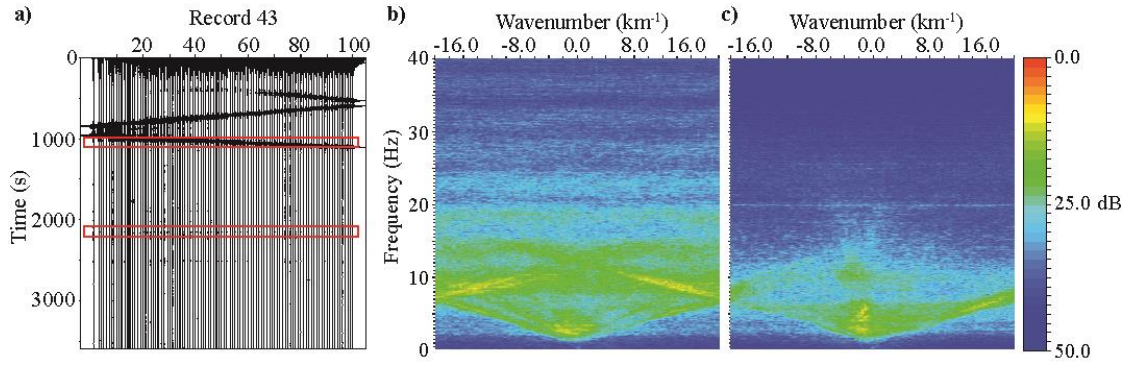 a) Record 43
20 40 60 80 100
0
1000
2000
3000
Time (s)
b) Wavenumber (km⁻¹)
-16.0 -8.0 0.0 8.0 16.0
40
30
20
10
0
Frequency (Hz)
c) Wavenumber (km⁻¹)
-16.0 -8.0 0.0 8.0 16.0
0.0
25.0 dB
50.0